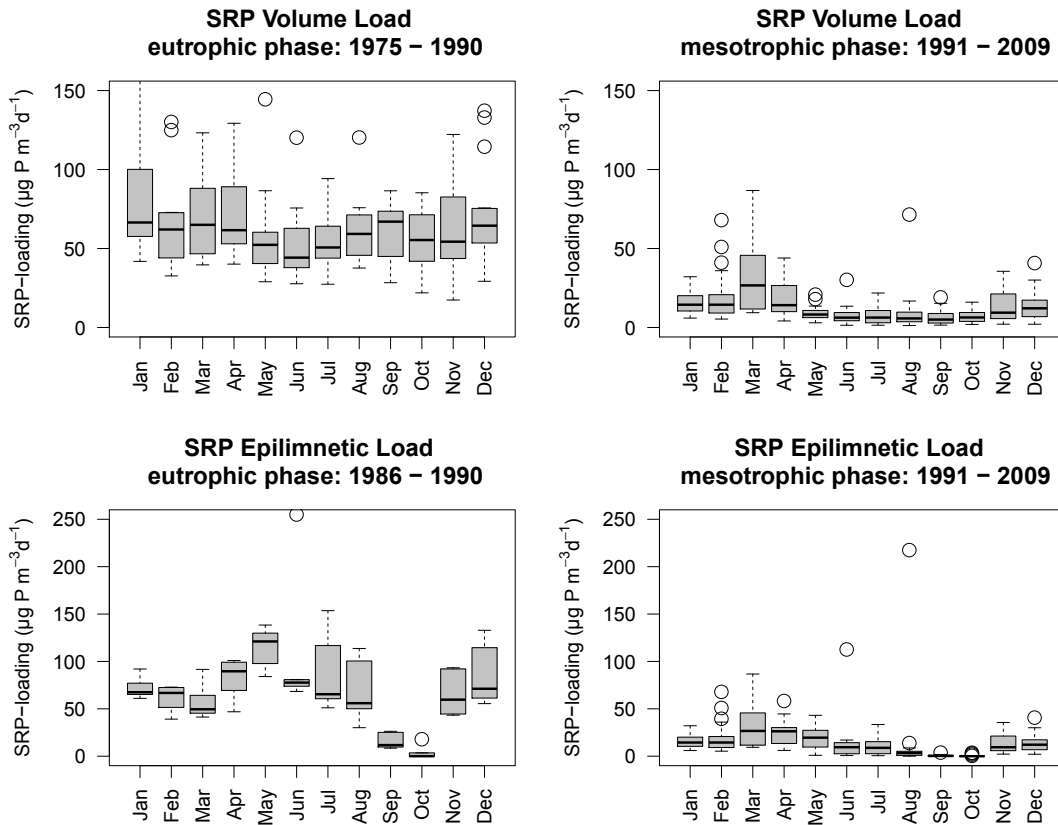 SRP Volume Load
eutrophic phase: 1975 − 1990
SRP−loading (µg P m⁻³d⁻¹)
150
100
50
0
Jan Feb Mar Apr May Jun Jul Aug Sep Oct Nov Dec
SRP Volume Load
mesotrophic phase: 1991 − 2009
SRP−loading (µg P m⁻³d⁻¹)
150
100
50
0
Jan Feb Mar Apr May Jun Jul Aug Sep Oct Nov Dec
SRP Epilimnetic Load
eutrophic phase: 1986 − 1990
SRP−loading (µg P m⁻³d⁻¹)
250
200
150
100
50
0
Jan Feb Mar Apr May Jun Jul Aug Sep Oct Nov Dec
SRP Epilimnetic Load
mesotrophic phase: 1991 − 2009
SRP−loading (µg P m⁻³d⁻¹)
250
200
150
100
50
0
Jan Feb Mar Apr May Jun Jul Aug Sep Oct Nov Dec